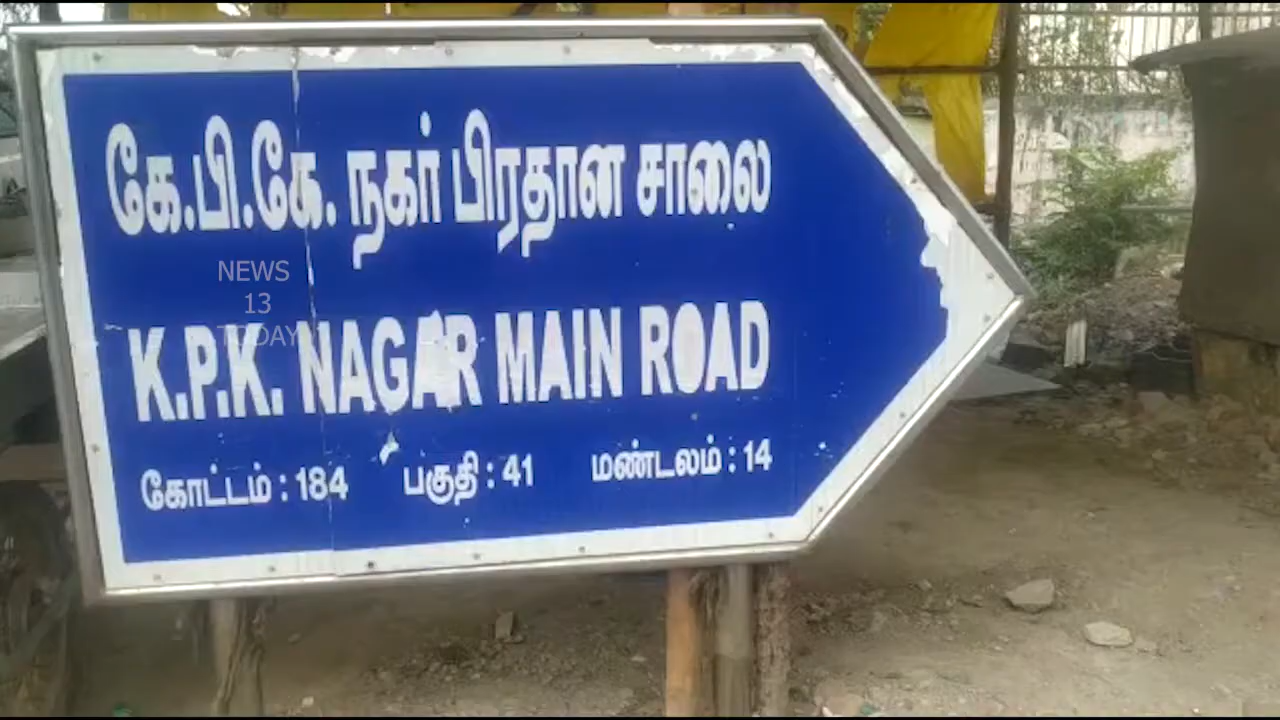 கே.பி.கே. நகர் பிரதான சாலை
NEWS
13
TODAY
K.P.K. NAGAR MAIN ROAD
கோட்டம் : 184 பகுதி : 41 மண்டலம் : 14